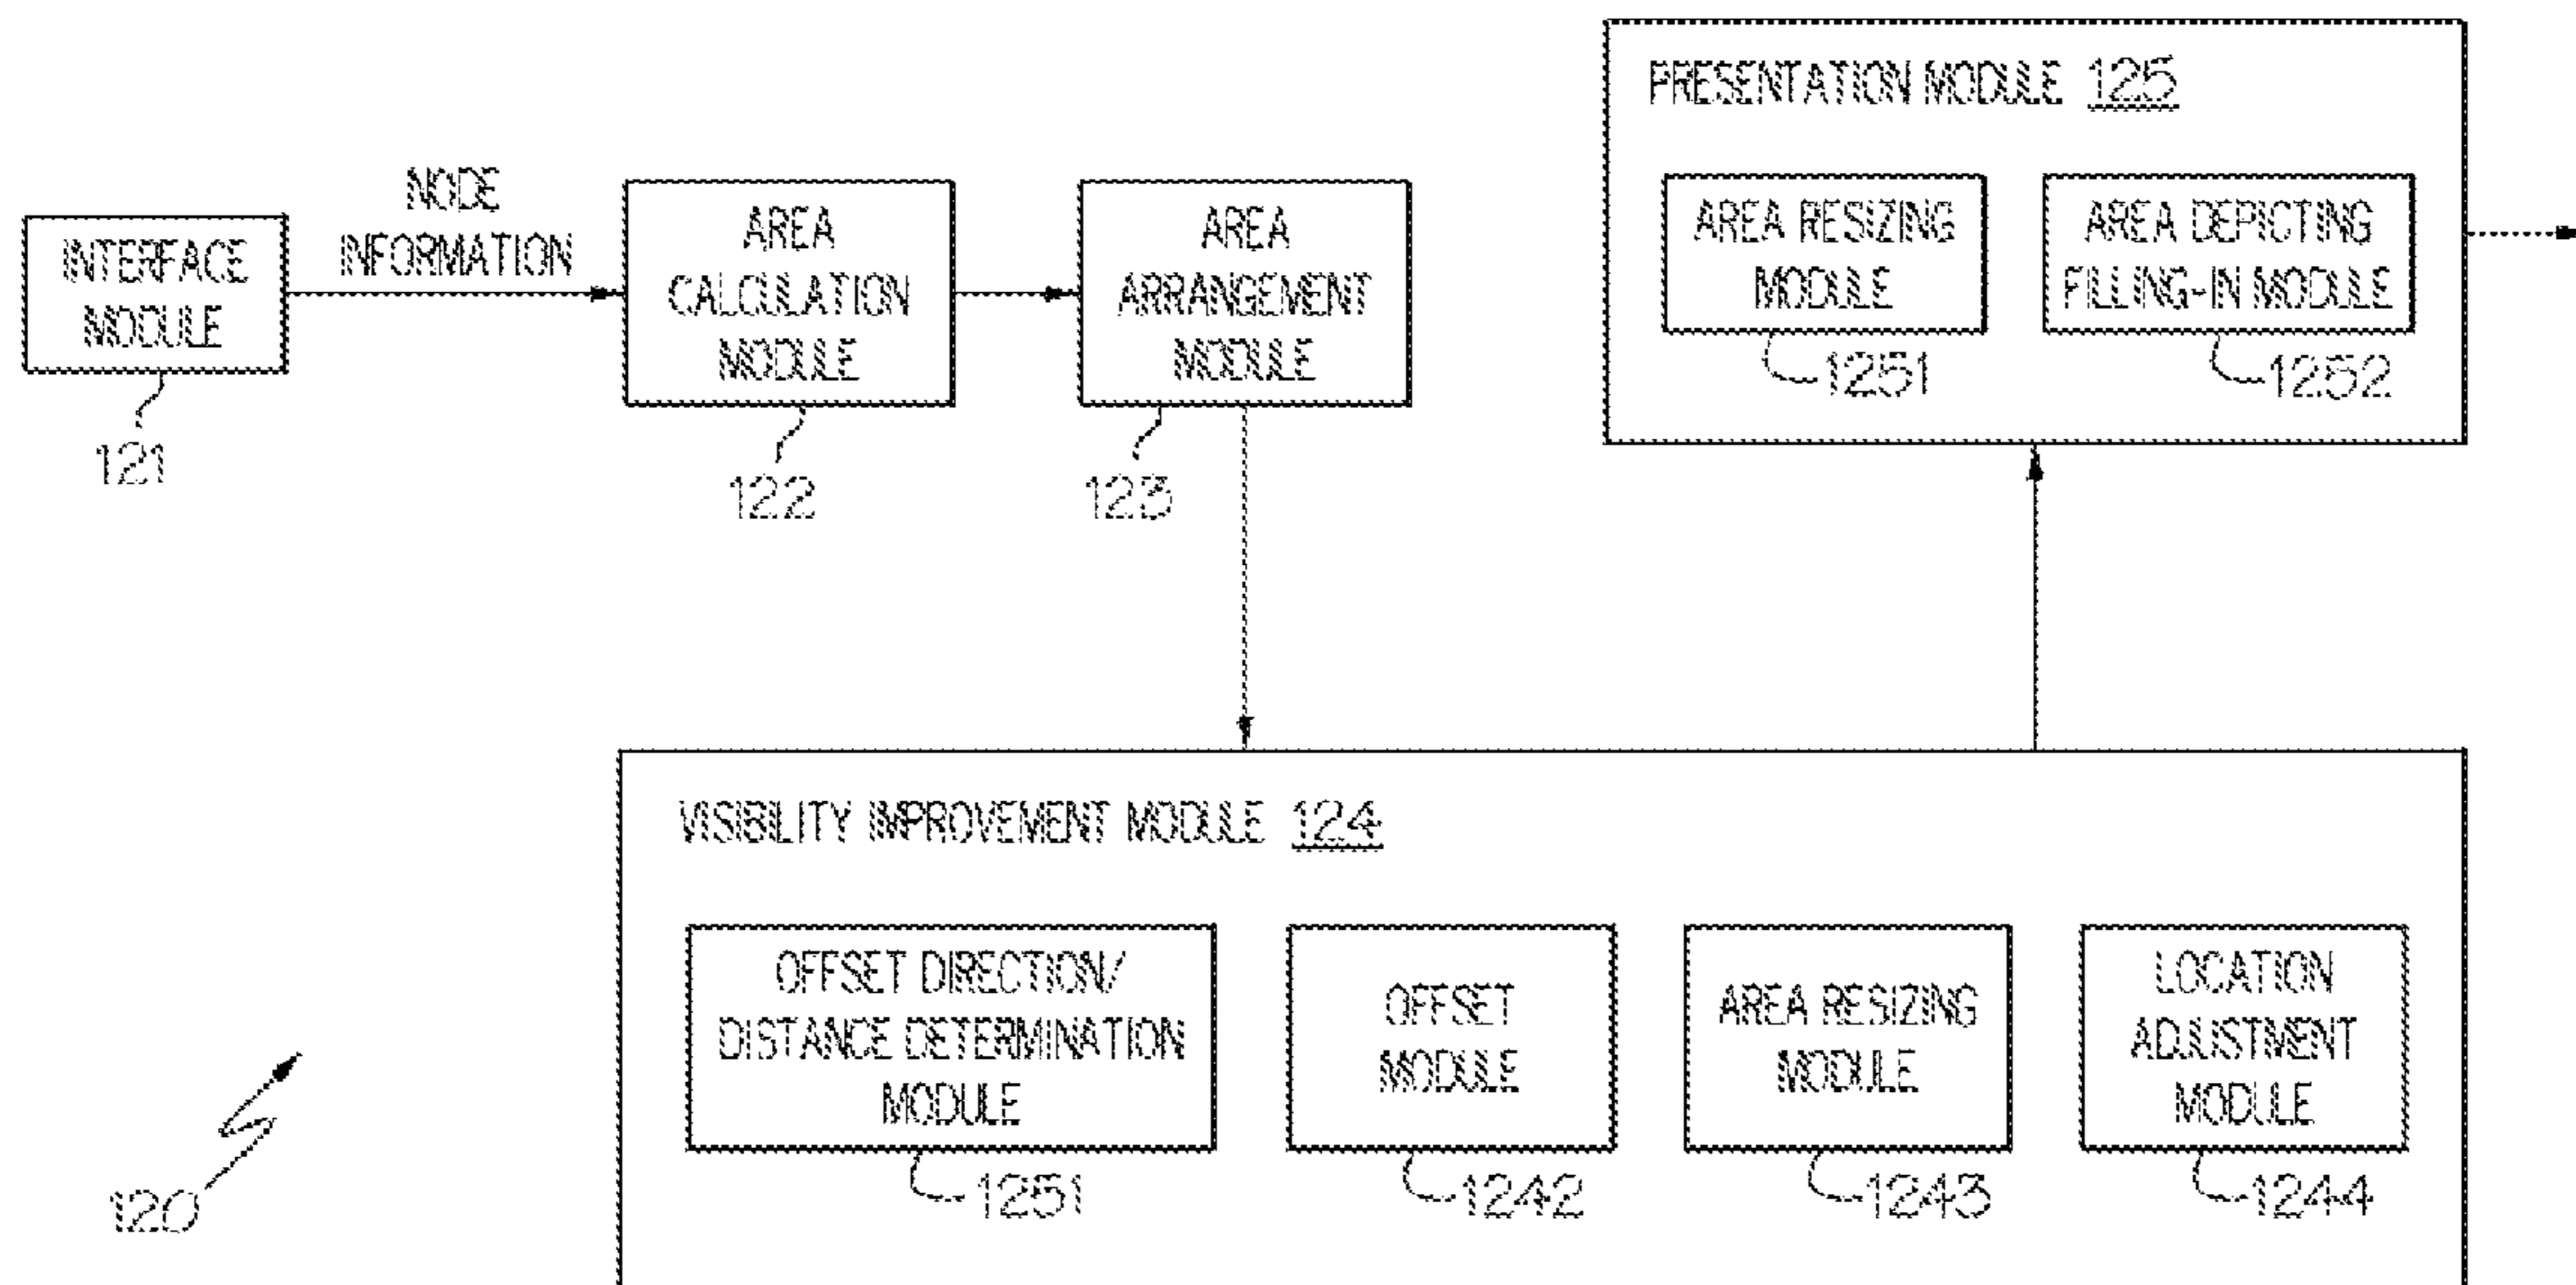 PRESENTATION MODULE 125
NODE
INFORMATION
INTERFACE
MODULE
121
AREA
CALCULATION
MODULE
122
AREA
ARRANGEMENT
MODULE
123
AREA RESIZING
MODULE
1251
AREA DEPICTING
FILLING-IN MODULE
1252
VISIBILITY IMPROVEMENT MODULE 124
OFFSET DIRECTION/
DISTANCE DETERMINATION
MODULE
1251
OFFSET
MODULE
1242
AREA RESIZING
MODULE
1243
LOCATION
ADJUSTMENT
MODULE
1244
120